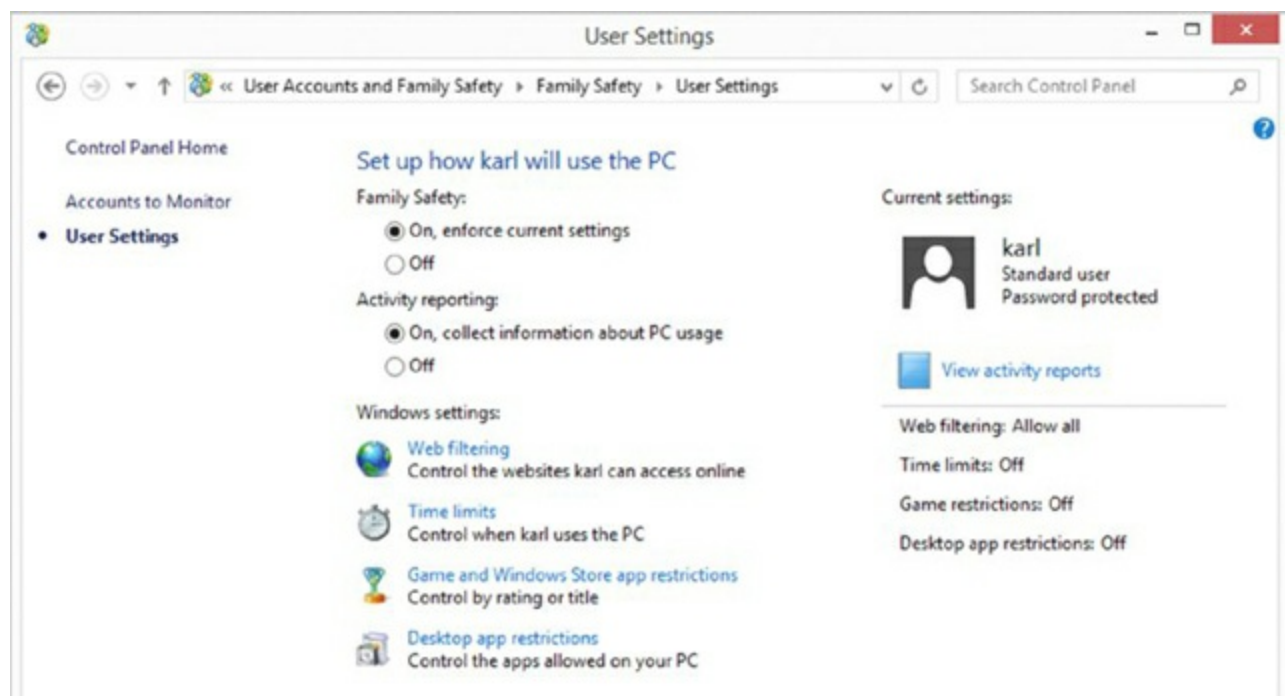 User Settings
« User Accounts and Family Safety ▸ Family Safety ▸ User Settings
Search Control Panel
Control Panel Home
Accounts to Monitor
• User Settings
Set up how karl will use the PC
Family Safety:
On, enforce current settings
Off
Activity reporting:
On, collect information about PC usage
Off
Windows settings:
Web filtering
Control the websites karl can access online
Time limits
Control when karl uses the PC
Game and Windows Store app restrictions
Control by rating or title
Desktop app restrictions
Control the apps allowed on your PC
Current settings:
karl
Standard user
Password protected
View activity reports
Web filtering: Allow all
Time limits: Off
Game restrictions: Off
Desktop app restrictions: Off